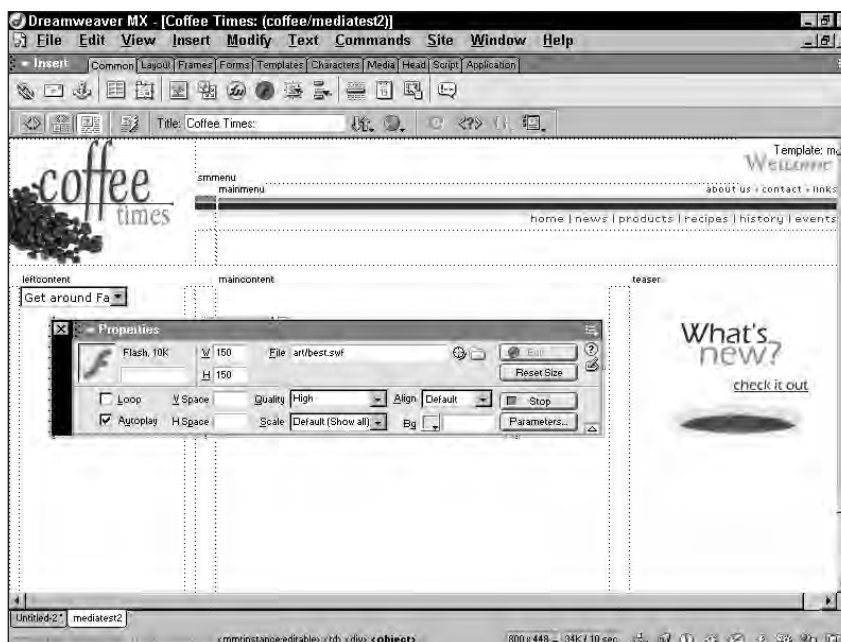 Dreamweaver MX - [Coffee Times: (coffee/mediatest2)]
File Edit View Insert Modify Text Commands Site Window Help
Insert Common Layout Frames Forms Templates Characters Media Head Script Application
Title: Coffee Times:
Template: m
Welcome
coffee
times
smmenu
mainmenu
about us • contact • links
home | news | products | recipes | history | events
leftcontent maincontent teaser
Get around Fa
Properties
Flash, 10K W 150 File art/best.swf Edit
H 150 Reset Size
Loop V Space Quality High Align Default Stop
Autoplay H Space Scale Default (Show all) Bg Parameters...
What's
new?
check it out
Untitled-2* mediatest2
<mminstance:editable> <td> <div> <object> 800 x 448 34K / 10 sec